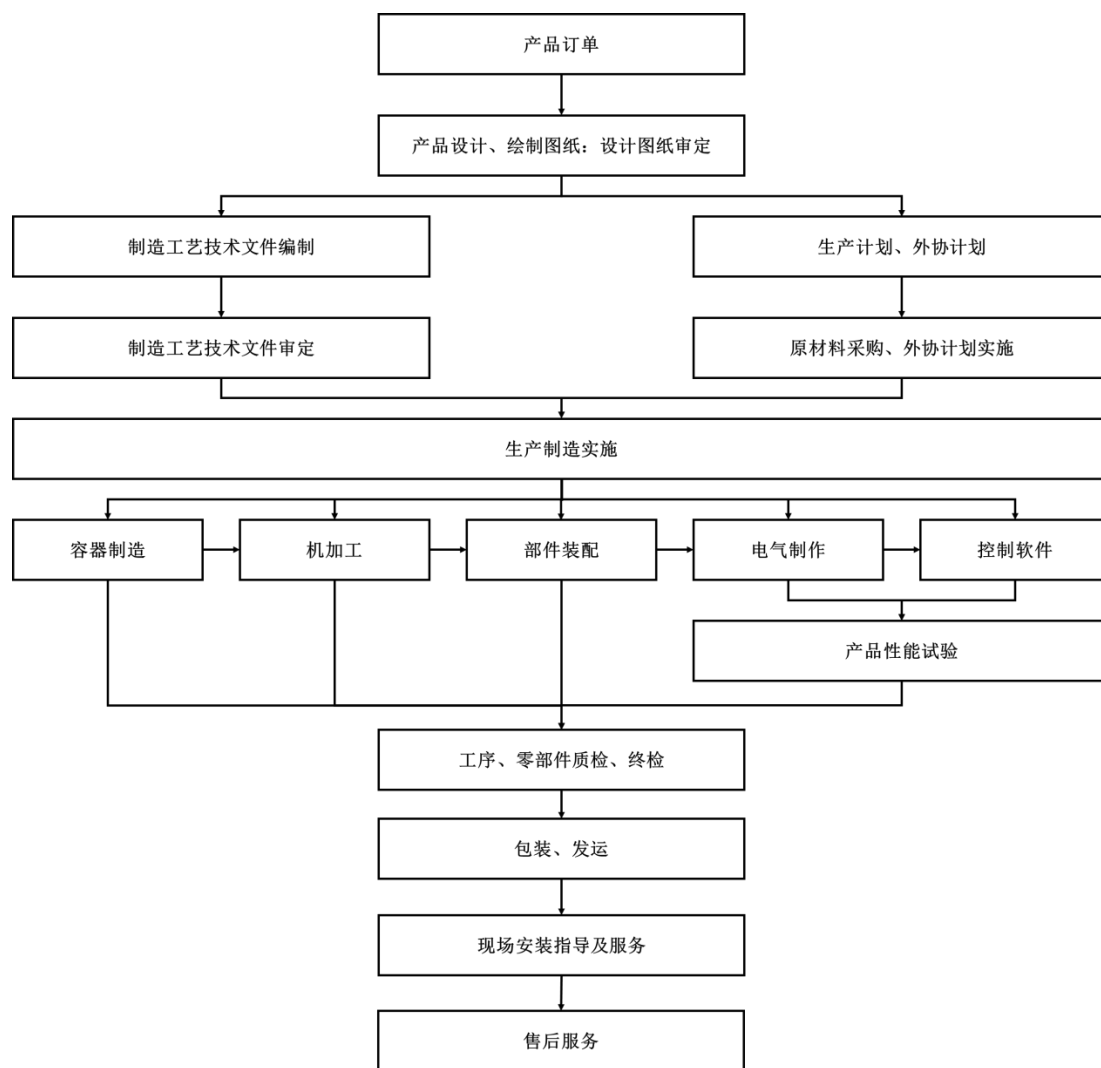 产品订单
产品设计、绘制图纸：设计图纸审定
制造工艺技术文件编制
生产计划、外协计划
制造工艺技术文件审定
原材料采购、外协计划实施
生产制造实施
容器制造
机加工
部件装配
电气制作
控制软件
产品性能试验
工序、零部件质检、终检
包装、发运
现场安装指导及服务
售后服务